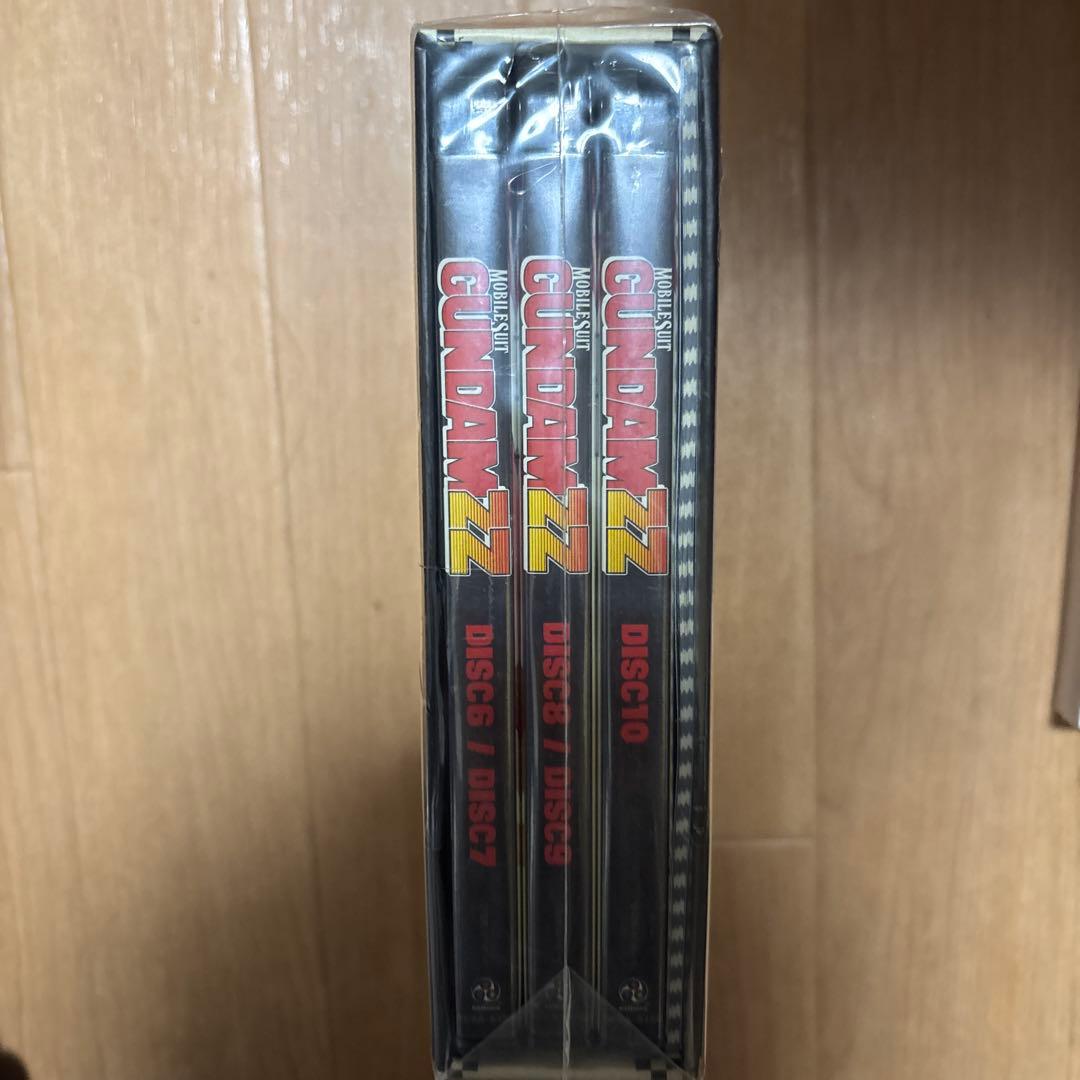 MOBILE SUIT
GUNDAM ZZ
DISC6 / DISC7
MOBILE SUIT
GUNDAM ZZ
DISC8 / DISC9
MOBILE SUIT
GUNDAM ZZ
DISC10